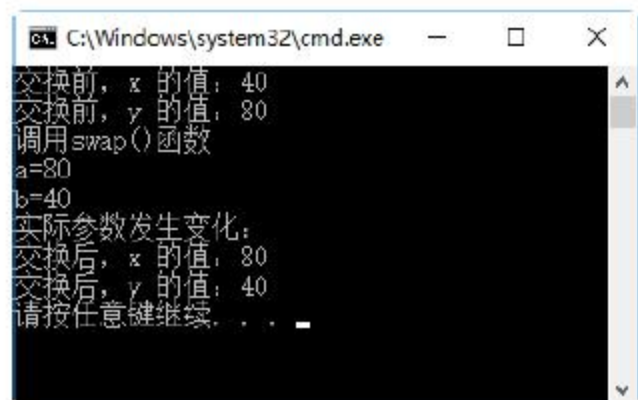 C:\Windows\system32\cmd.exe
交换前，x 的值：40
交换前，y 的值：80
调用swap()函数
a=80
b=40
实际参数发生变化：
交换后，x 的值：80
交换后，y 的值：40
请按任意键继续. . .